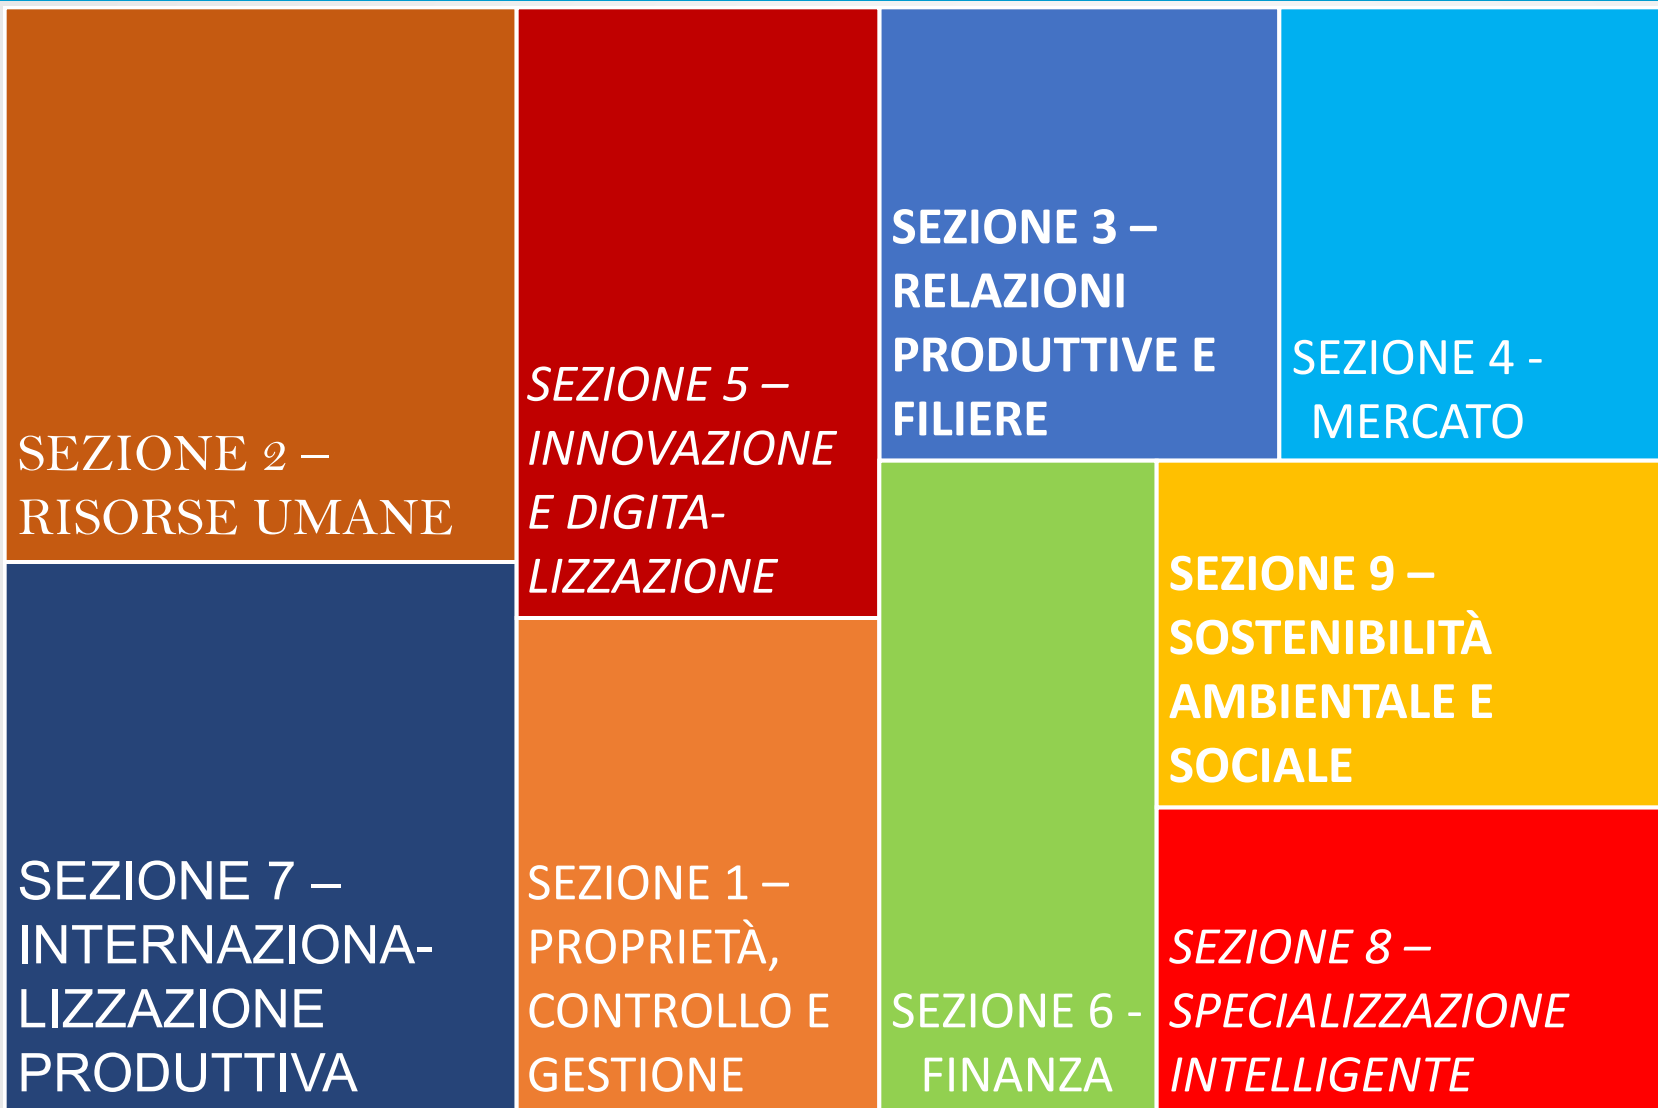 SEZIONE 2 –
RISORSE UMANE
SEZIONE 7 –
INTERNAZIONA-
LIZZAZIONE
PRODUTTIVA
SEZIONE 5 –
INNOVAZIONE
E DIGITA-
LIZZAZIONE
SEZIONE 1 –
PROPRIETÀ,
CONTROLLO E
GESTIONE
SEZIONE 3 –
RELAZIONI
PRODUTTIVE E
FILIERE
SEZIONE 4 -
MERCATO
SEZIONE 6 -
FINANZA
SEZIONE 9 –
SOSTENIBILITÀ
AMBIENTALE E
SOCIALE
SEZIONE 8 –
SPECIALIZZAZIONE
INTELLIGENTE